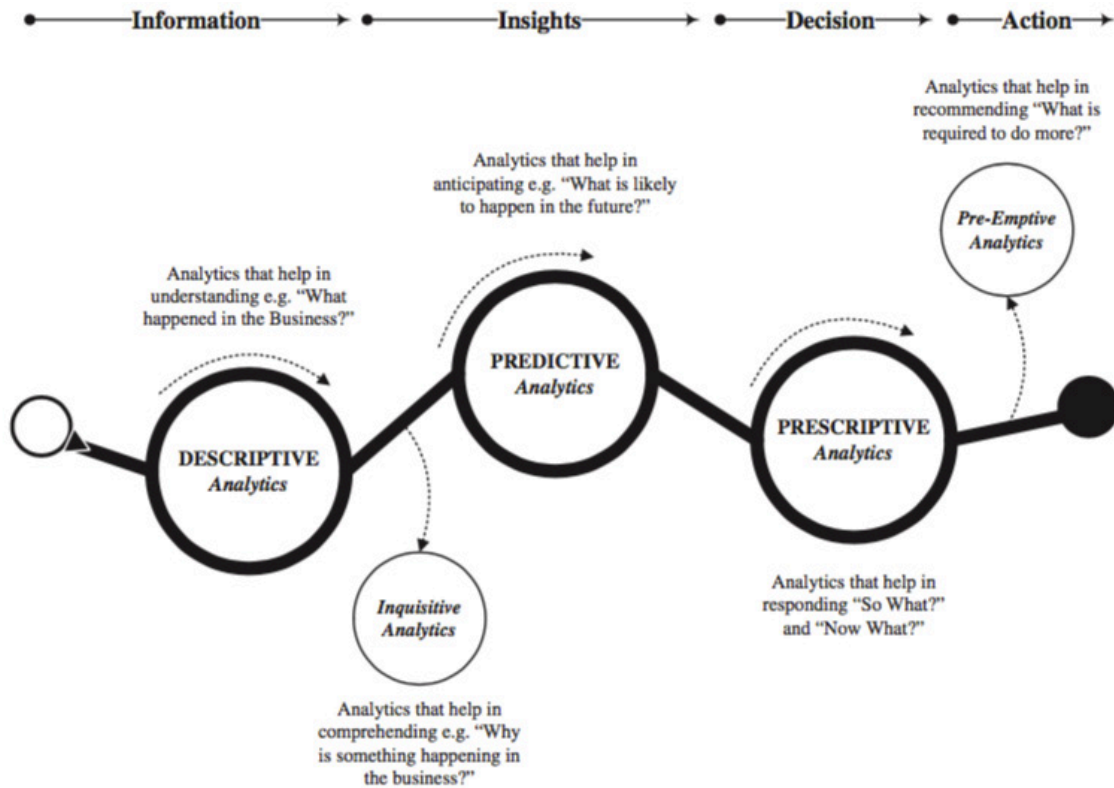 Information
Insights
Decision
Action
Analytics that help in
recommending “What is
required to do more?”
Pre-Emptive
Analytics
Analytics that help in
anticipating e.g. “What is likely
to happen in the future?”
Analytics that help in
understanding e.g. “What
happened in the Business?”
PREDICTIVE
Analytics
DESCRIPTIVE
Analytics
PRESCRIPTIVE
Analytics
Inquisitive
Analytics
Analytics that help in
responding “So What?”
and “Now What?”
Analytics that help in
comprehending e.g. “Why
is something happening in
the business?”